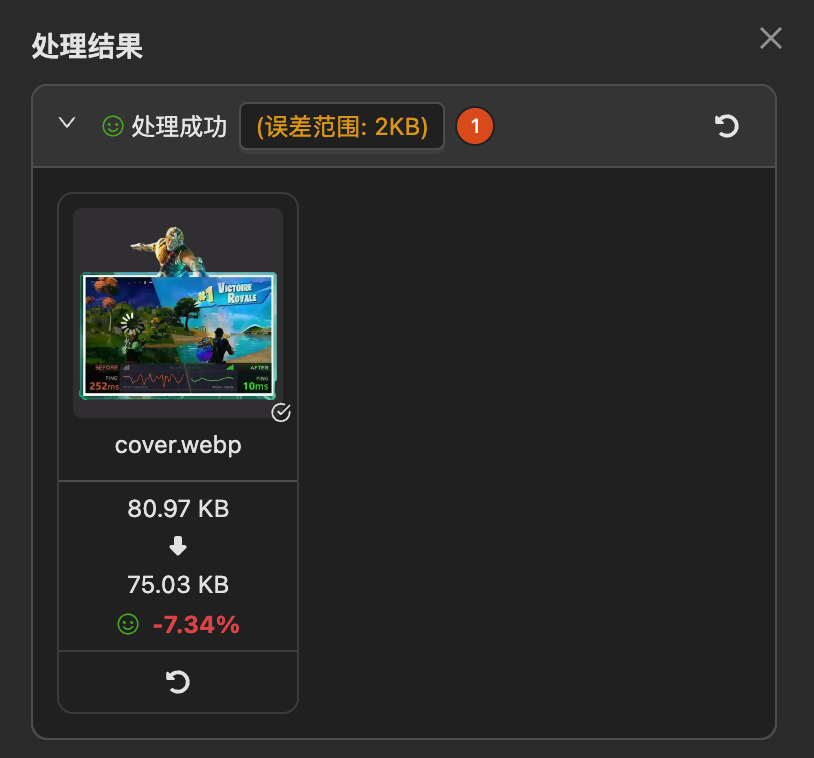 处理结果
处理成功 (误差范围: 2KB) 1
#1 VICTOIRE ROYALE
BEFORE AFTER
PING PING
252ms 10ms
cover.webp
80.97 KB
75.03 KB
-7.34%